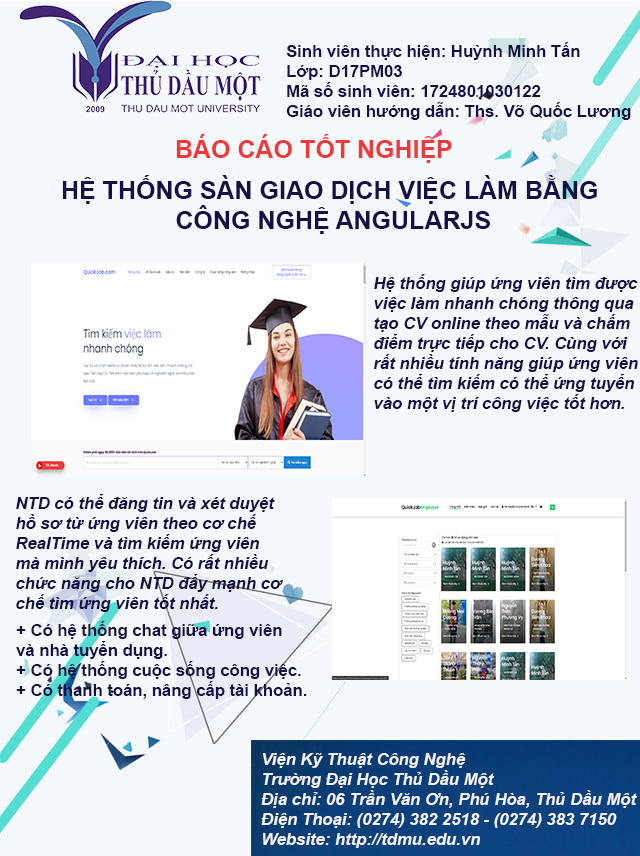 ĐẠI HỌC
THỦ DẦU MỘT
2009 THU DAU MOT UNIVERSITY
Sinh viên thực hiện: Huỳnh Minh Tấn
Lớp: D17PM03
Mã số sinh viên: 1724801030122
Giáo viên hướng dẫn: Ths. Võ Quốc Lương
BÁO CÁO TỐT NGHIỆP
HỆ THỐNG SÀN GIAO DỊCH VIỆC LÀM BẰNG
CÔNG NGHỆ ANGULARJS
QuickJob.com
Tìm kiếm việc làm
nhanh chóng
Hệ thống giúp ứng viên tìm được
việc làm nhanh chóng thông qua
tạo CV online theo mẫu và chấm
điểm trực tiếp cho CV. Cùng với
rất nhiều tính năng giúp ứng viên
có thể tìm kiếm có thể ứng tuyển
vào một vị trí công việc tốt hơn.
NTD có thể đăng tin và xét duyệt
hồ sơ từ ứng viên theo cơ chế
RealTime và tìm kiếm ứng viên
mà mình yêu thích. Có rất nhiều
chức năng cho NTD đẩy mạnh cơ
chế tìm ứng viên tốt nhất.
+ Có hệ thống chat giữa ứng viên
và nhà tuyển dụng.
+ Có hệ thống cuộc sống công việc.
+ Có thanh toán, nâng cấp tài khoản.
QuickJobEmployer
Viện Kỹ Thuật Công Nghệ
Trường Đại Học Thủ Dầu Một
Địa chỉ: 06 Trần Văn Ơn, Phú Hòa, Thủ Dầu Một
Điện Thoại: (0274) 382 2518 - (0274) 383 7150
Website: http://tdmu.edu.vn